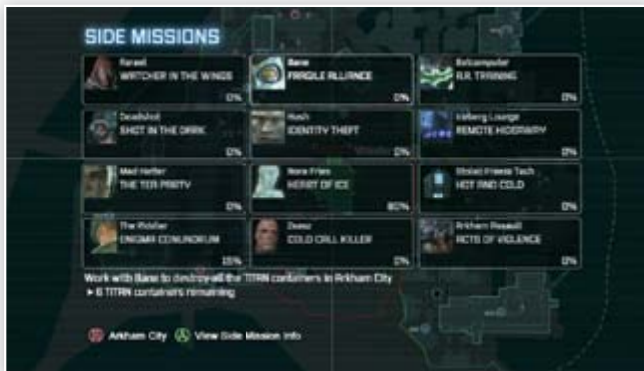 SIDE MISSIONS
Azrael
WATCHER IN THE WINGS
0%
Bane
FRAGILE ALLIANCE
0%
Batcomputer
A.R. TRAINING
0%
Deadshot
SHOT IN THE DARK
0%
Hush
IDENTITY THEFT
0%
Iceberg Lounge
REMOTE HIDEAWAY
0%
Mad Hatter
THE TEA PARTY
0%
Nora Fries
HEART OF ICE
80%
Stolen Freeze Tech
HOT AND COLD
0%
The Riddler
ENIGMA CONUNDRUM
Zsasz
COLD CALL KILLER
0%
Arkham Assault
ACTS OF VIOLENCE
0%
Work with Bane to destroy all the TITAN containers in Arkham City
6 TITAN containers remaining
Arkham City
View Side Mission Info